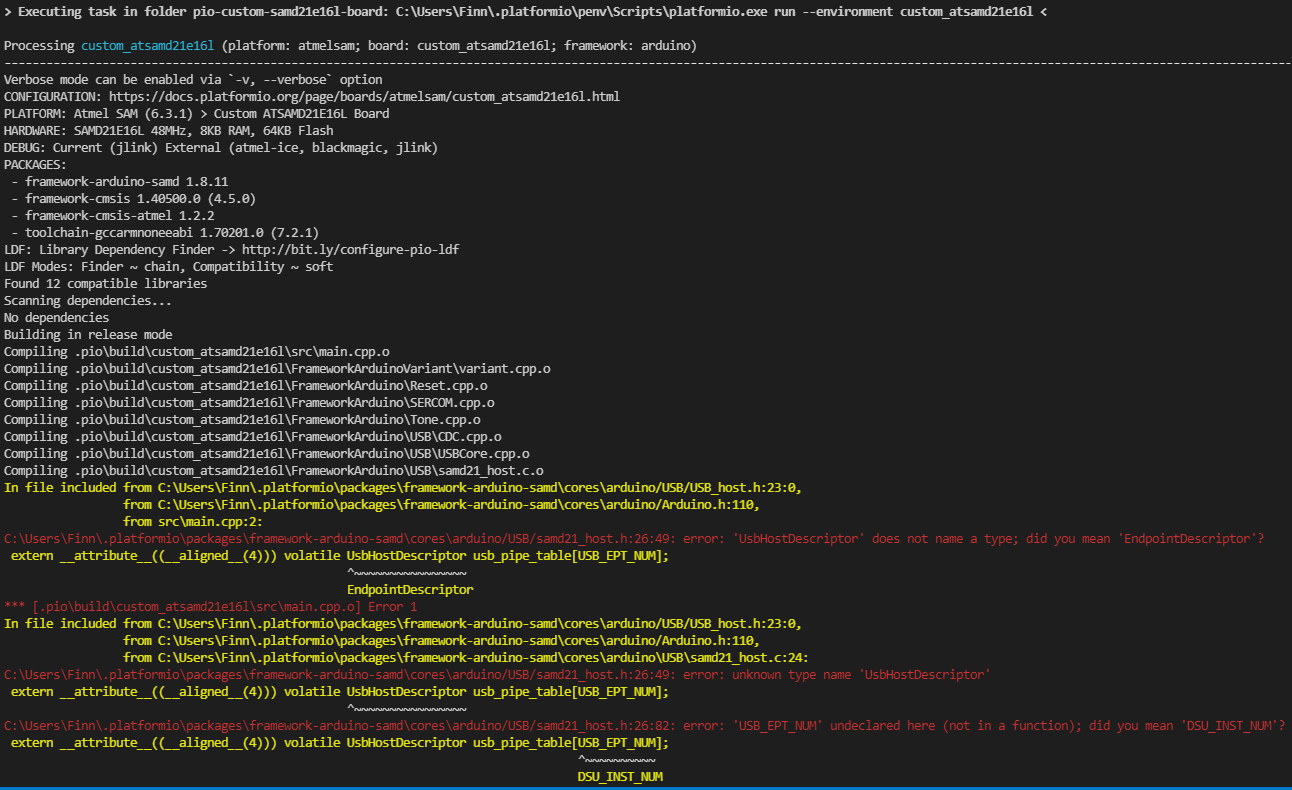 > Executing task in folder pio-custom-samd21e16l-board: C:\Users\Finn\.platformio\penv\Scripts\platformio.exe run --environment custom_atsamd21e16l <
Processing custom_atsamd21e16l (platform: atmelsam; board: custom_atsamd21e16l; framework: arduino)
--------------------------------------------------------------------------------------------------------------------------------------------------------------------------------------
Verbose mode can be enabled via `-v, --verbose` option
CONFIGURATION: https://docs.platformio.org/page/boards/atmelsam/custom_atsamd21e16l.html
PLATFORM: Atmel SAM (6.3.1) > Custom ATSAMD21E16L Board
HARDWARE: SAMD21E16L 48MHz, 8KB RAM, 64KB Flash
DEBUG: Current (jlink) External (atmel-ice, blackmagic, jlink)
PACKAGES:
 - framework-arduino-samd 1.8.11
 - framework-cmsis 1.40500.0 (4.5.0)
 - framework-cmsis-atmel 1.2.2
 - toolchain-gccarmnoneeabi 1.70201.0 (7.2.1)
LDF: Library Dependency Finder -> http://bit.ly/configure-pio-ldf
LDF Modes: Finder ~ chain, Compatibility ~ soft
Found 12 compatible libraries
Scanning dependencies...
No dependencies
Building in release mode
Compiling .pio\build\custom_atsamd21e16l\src\main.cpp.o
Compiling .pio\build\custom_atsamd21e16l\FrameworkArduinoVariant\variant.cpp.o
Compiling .pio\build\custom_atsamd21e16l\FrameworkArduino\Reset.cpp.o
Compiling .pio\build\custom_atsamd21e16l\FrameworkArduino\SERCOM.cpp.o
Compiling .pio\build\custom_atsamd21e16l\FrameworkArduino\Tone.cpp.o
Compiling .pio\build\custom_atsamd21e16l\FrameworkArduino\USB\CDC.cpp.o
Compiling .pio\build\custom_atsamd21e16l\FrameworkArduino\USB\USBCore.cpp.o
Compiling .pio\build\custom_atsamd21e16l\FrameworkArduino\USB\samd21_host.c.o
In file included from C:\Users\Finn\.platformio\packages\framework-arduino-samd\cores\arduino/USB/USB_host.h:23:0,
                 from C:\Users\Finn\.platformio\packages\framework-arduino-samd\cores\arduino/Arduino.h:110,
                 from src\main.cpp:2:
C:\Users\Finn\.platformio\packages\framework-arduino-samd\cores\arduino/USB/samd21_host.h:26:49: error: 'UsbHostDescriptor' does not name a type; did you mean 'EndpointDescriptor'?
 extern __attribute__((__aligned__(4))) volatile UsbHostDescriptor usb_pipe_table[USB_EPT_NUM];
                                                 ^~~~~~~~~~~~~~~~~
                                                 EndpointDescriptor
*** [.pio\build\custom_atsamd21e16l\src\main.cpp.o] Error 1
In file included from C:\Users\Finn\.platformio\packages\framework-arduino-samd\cores\arduino/USB/USB_host.h:23:0,
                 from C:\Users\Finn\.platformio\packages\framework-arduino-samd\cores\arduino/Arduino.h:110,
                 from C:\Users\Finn\.platformio\packages\framework-arduino-samd\cores\arduino\USB\samd21_host.c:24:
C:\Users\Finn\.platformio\packages\framework-arduino-samd\cores\arduino/USB/samd21_host.h:26:49: error: unknown type name 'UsbHostDescriptor'
 extern __attribute__((__aligned__(4))) volatile UsbHostDescriptor usb_pipe_table[USB_EPT_NUM];
                                                 ^~~~~~~~~~~~~~~~~
C:\Users\Finn\.platformio\packages\framework-arduino-samd\cores\arduino/USB/samd21_host.h:26:82: error: 'USB_EPT_NUM' undeclared here (not in a function); did you mean 'DSU_INST_NUM'?
 extern __attribute__((__aligned__(4))) volatile UsbHostDescriptor usb_pipe_table[USB_EPT_NUM];
                                                                                  ^~~~~~~~~~~
                                                                                  DSU_INST_NUM